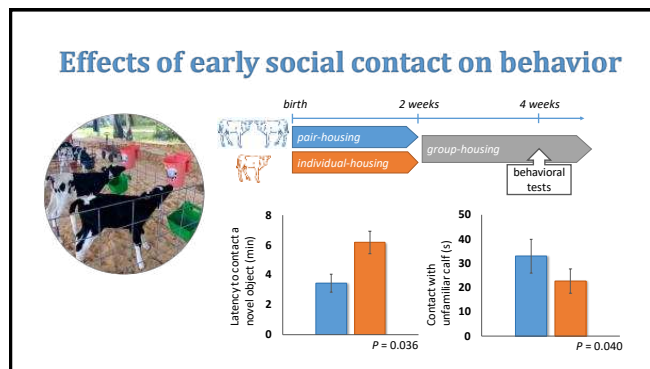 Effects of early social contact on behavior
birth 2 weeks 4 weeks
pair-housing
individual-housing
group-housing
behavioral
tests
Latency to contact a
novel object (min)
8
6
4
2
0
P = 0.036
Contact with
unfamiliar calf (s)
50
40
30
20
10
0
P = 0.040